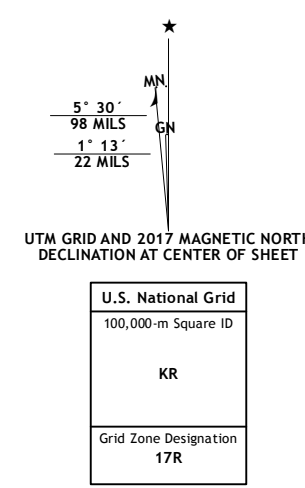 MN.
5° 30´
98 MILS
GN
1° 13´
22 MILS
UTM GRID AND 2017 MAGNETIC NORTH
DECLINATION AT CENTER OF SHEET
U.S. National Grid
100,000-m Square ID
KR
Grid Zone Designation
17R